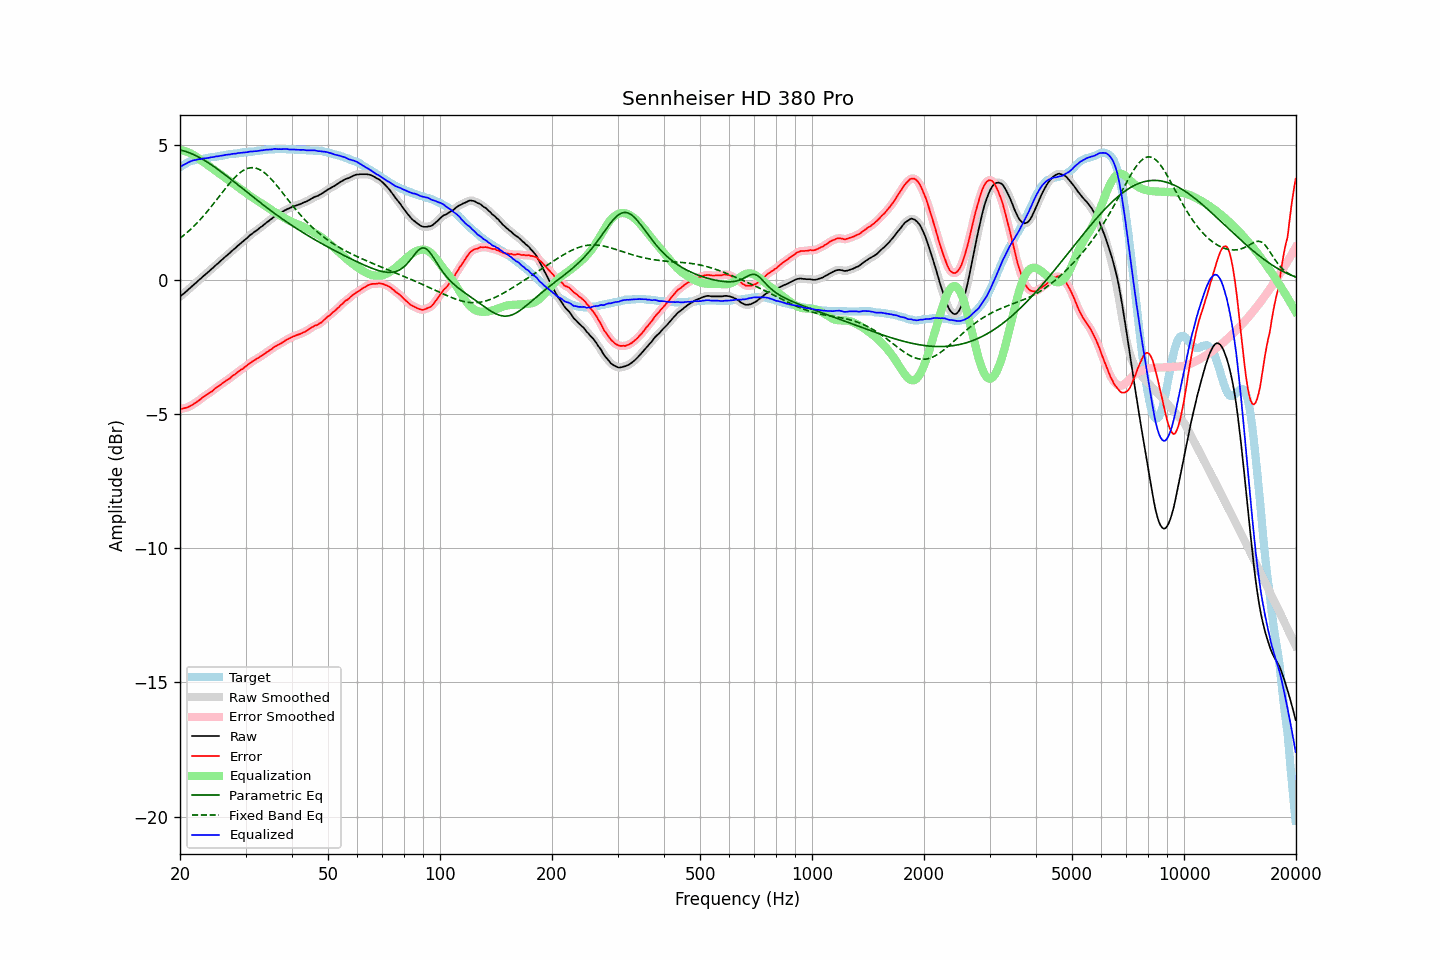 Sennheiser HD 380 Pro
Amplitude (dBr)
5
0
−5
−10
−15
−20
Target
Raw Smoothed
Error Smoothed
Raw
Error
Equalization
Parametric Eq
Fixed Band Eq
Equalized
20
50
100
200
500
1000
2000
5000
10000
20000
Frequency (Hz)